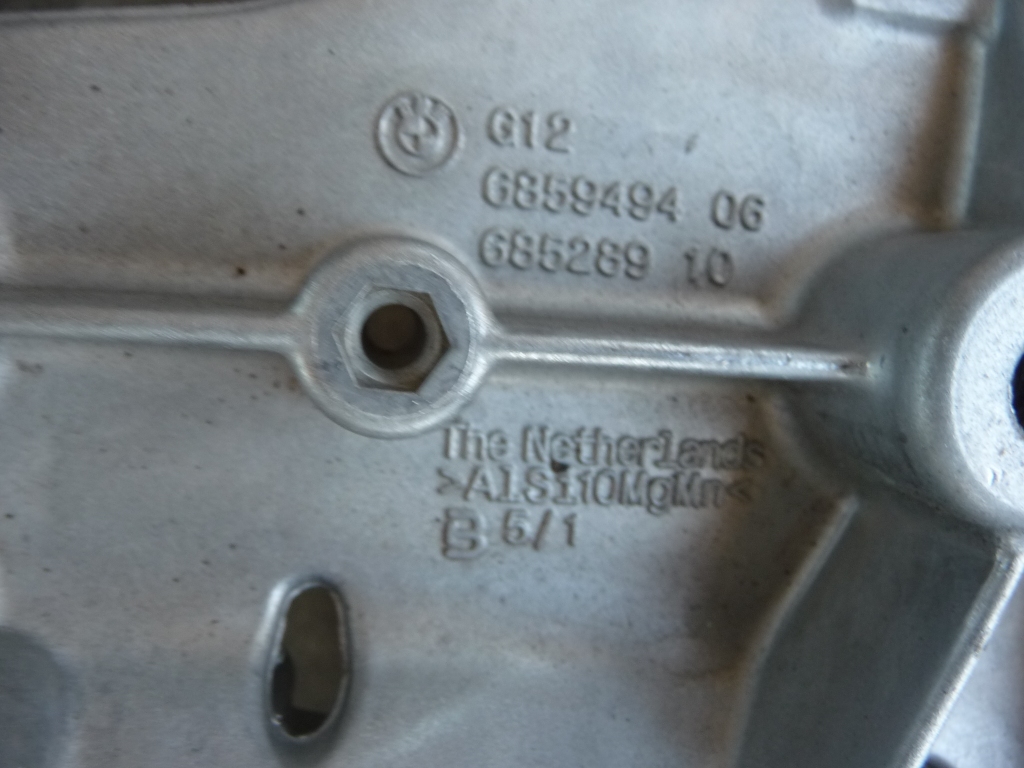 G12
6859494 06
685289 10
The Netherlands
>AlSi10MgMn<
B 5/1